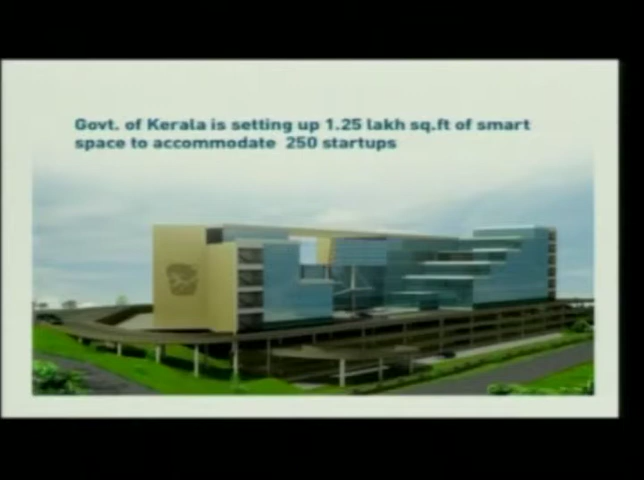 Govt. of Kerala is setting up 1.25 lakh sq.ft of smart
space to accommodate 250 startups